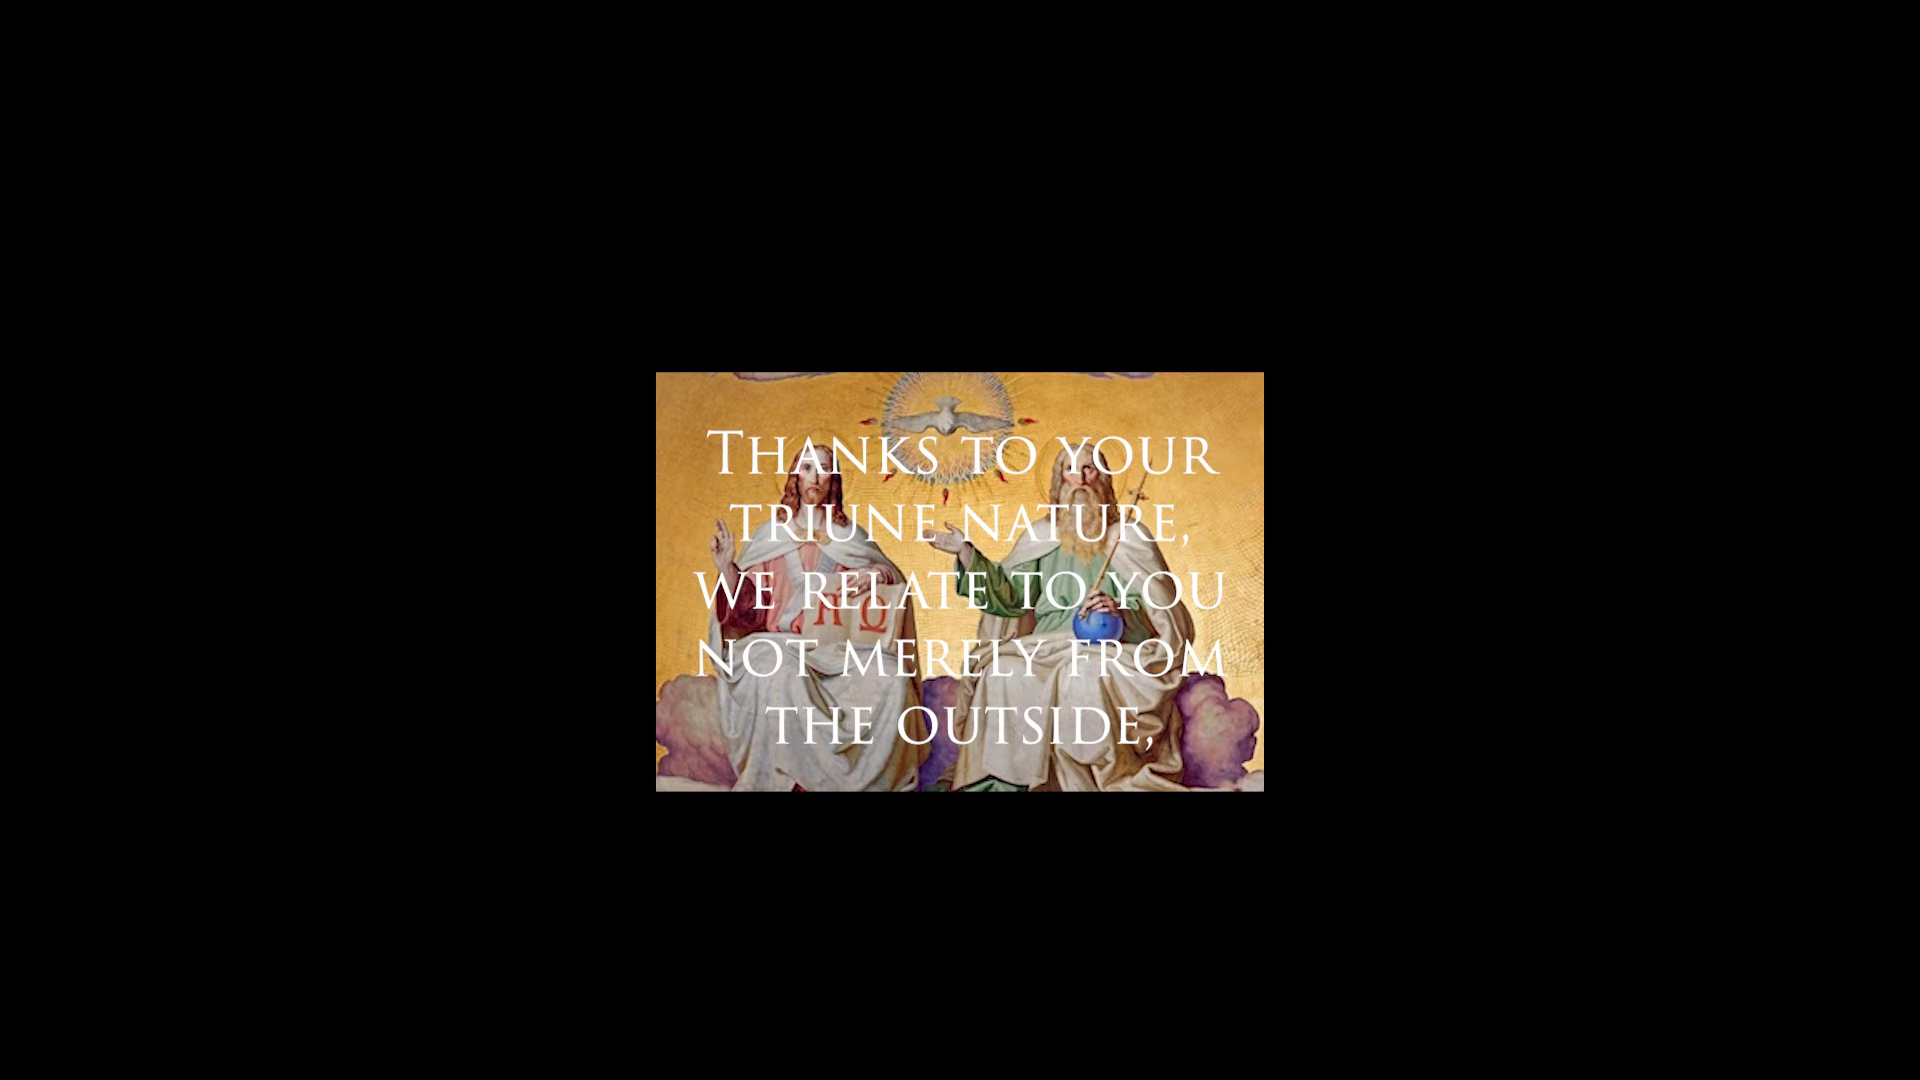 Thanks to your
triune nature,
we relate to you
not merely from
the outside,
Α Ω